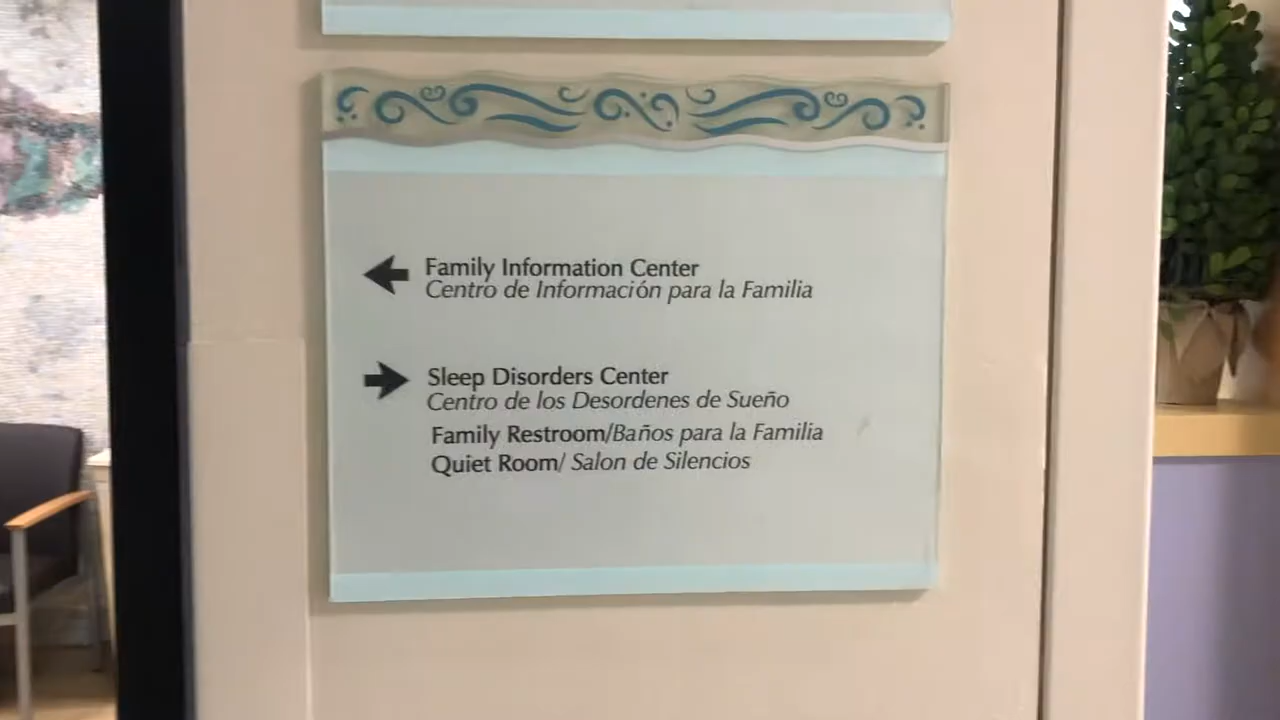 Family Information Center
Centro de Información para la Familia
Sleep Disorders Center
Centro de los Desordenes de Sueño
Family Restroom/Baños para la Familia
Quiet Room/ Salon de Silencios